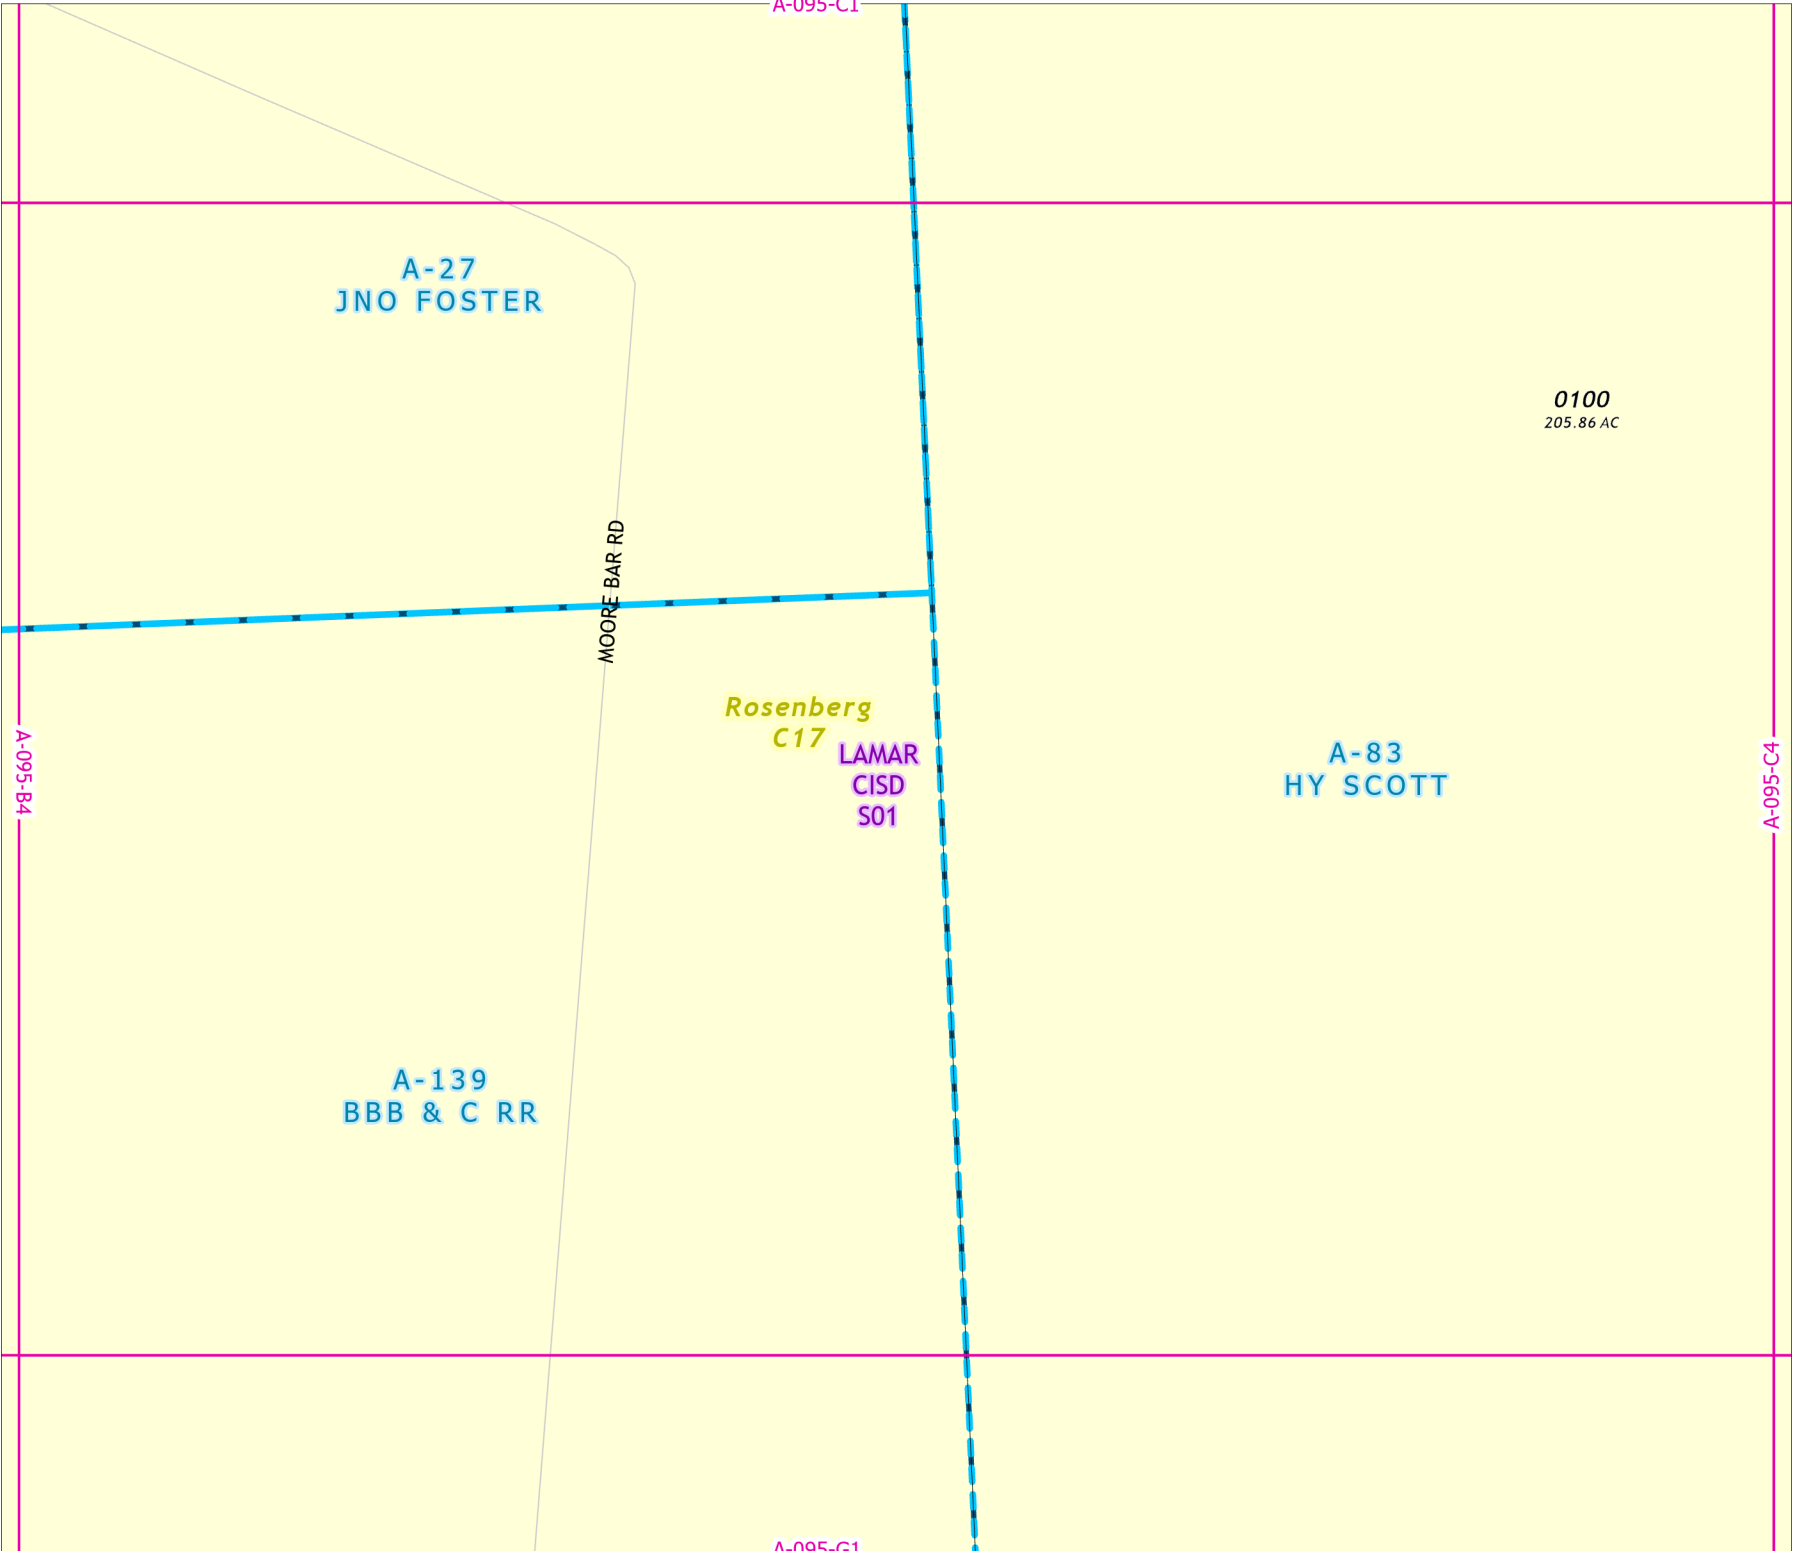 A-095-C1
A-27
JNO FOSTER
0100
205.86 AC
MOORE BAR RD
Rosenberg
C17
LAMAR
CISD
S01
A-83
HY SCOTT
A-095-B4
A-095-C4
A-139
BBB & C RR
A-095-G1